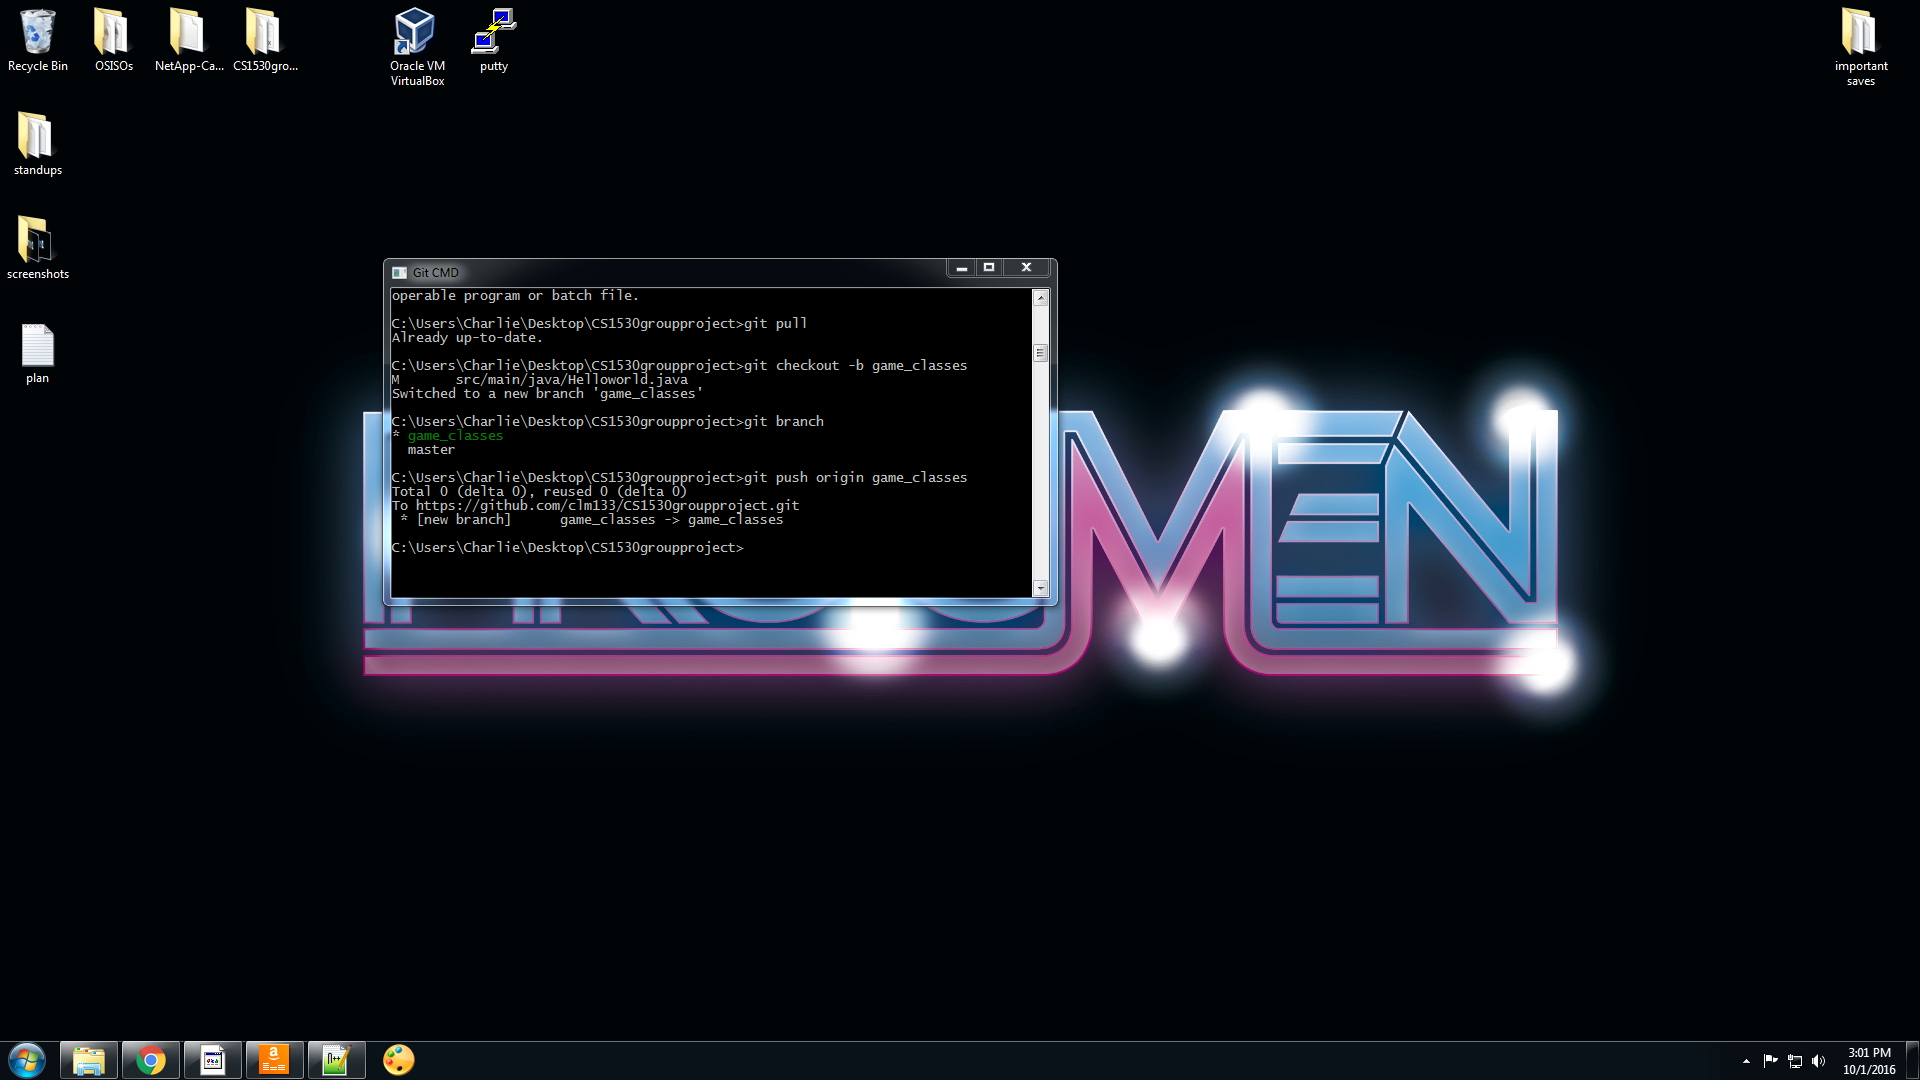 Recycle Bin
OSISOs
NetApp-Ca...
CS1530gro...
Oracle VM
VirtualBox
putty
important
saves
standups
screenshots
plan
Git CMD
operable program or batch file.
C:\Users\Charlie\Desktop\CS1530groupproject>git pull
Already up-to-date.
C:\Users\Charlie\Desktop\CS1530groupproject>git checkout -b game_classes
M       src/main/java/Helloworld.java
Switched to a new branch 'game_classes'
C:\Users\Charlie\Desktop\CS1530groupproject>git branch
* game_classes
  master
C:\Users\Charlie\Desktop\CS1530groupproject>git push origin game_classes
Total 0 (delta 0), reused 0 (delta 0)
To https://github.com/clm133/CS1530groupproject.git
 * [new branch]      game_classes -> game_classes
C:\Users\Charlie\Desktop\CS1530groupproject>
3:01 PM
10/1/2016